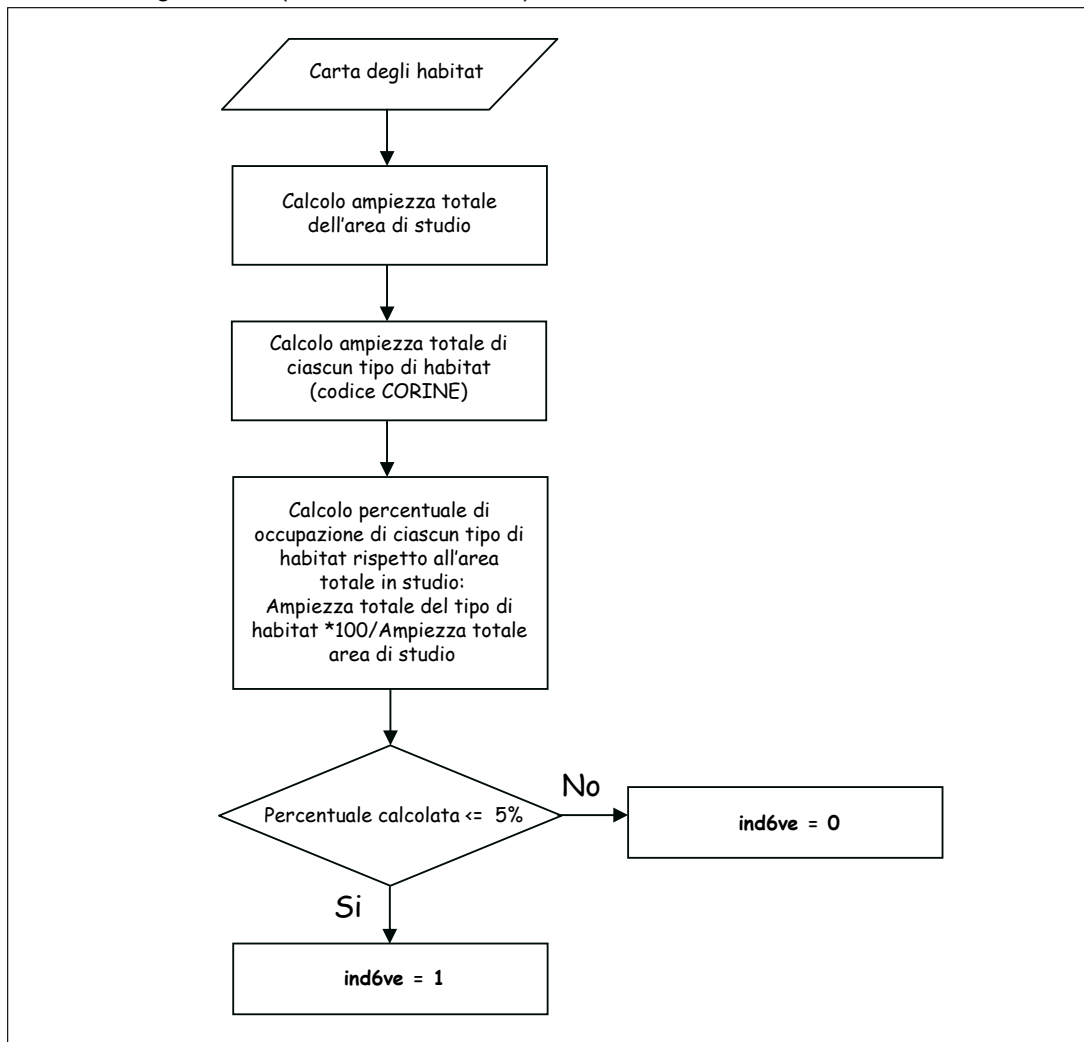 Carta degli habitat
Calcolo ampiezza totale
dell'area di studio
Calcolo ampiezza totale di
ciascun tipo di habitat
(codice CORINE)
Calcolo percentuale di
occupazione di ciascun tipo di
habitat rispetto all'area
totale in studio:
Ampiezza totale del tipo di
habitat *100/Ampiezza totale
area di studio
Percentuale calcolata <= 5%
No
ind6ve = 0
Si
ind6ve = 1